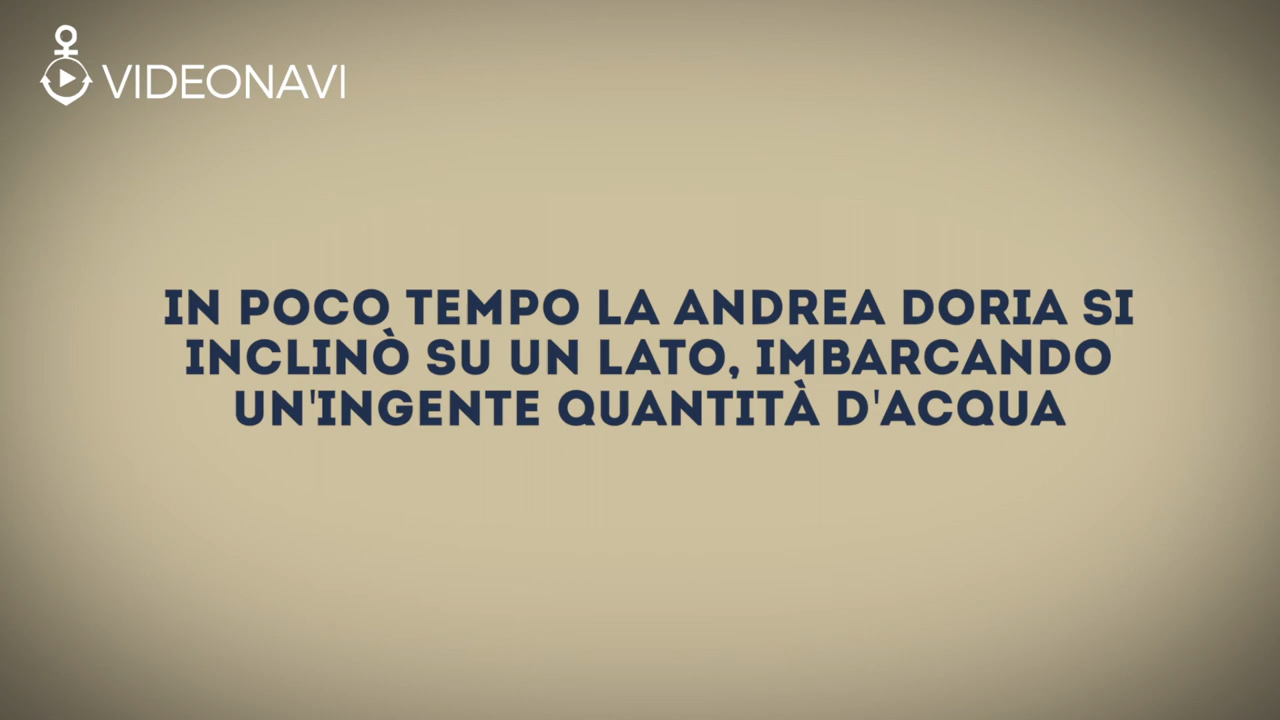 VIDEONAVI
IN POCO TEMPO LA ANDREA DORIA SI
INCLINÒ SU UN LATO, IMBARCANDO
UN'INGENTE QUANTITÀ D'ACQUA